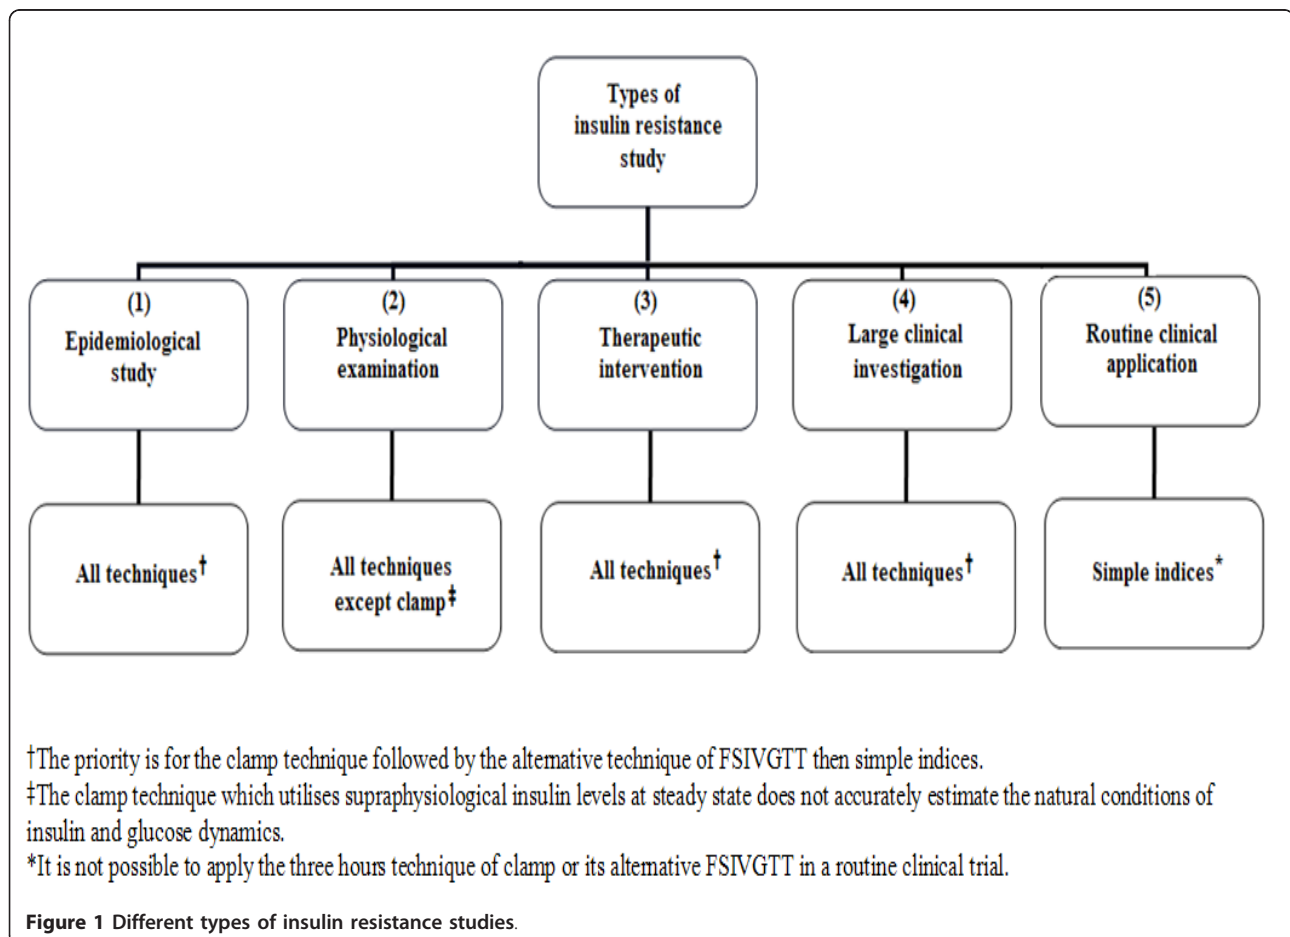 Types of
insulin resistance
study
(1)
Epidemiological
study
(2)
Physiological
examination
(3)
Therapeutic
intervention
(4)
Large clinical
investigation
(5)
Routine clinical
application
All techniques†
All techniques
except clamp‡
All techniques†
All techniques†
Simple indices*
†The priority is for the clamp technique followed by the alternative technique of FSIVGTT then simple indices.
‡The clamp technique which utilises supraphysiological insulin levels at steady state does not accurately estimate the natural conditions of
insulin and glucose dynamics.
*It is not possible to apply the three hours technique of clamp or its alternative FSIVGTT in a routine clinical trial.
Figure 1 Different types of insulin resistance studies.